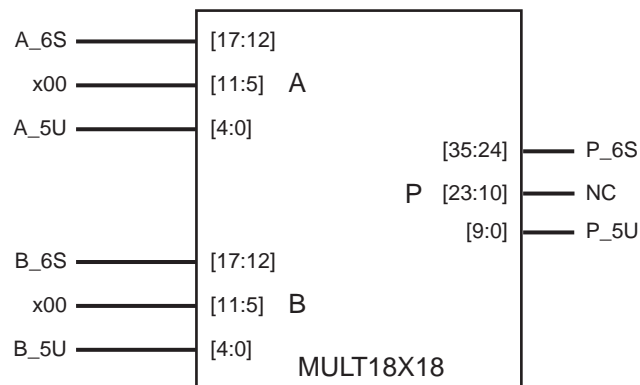 A_6S [17:12]
x00 [11:5] A
A_5U [4:0]
[35:24] P_6S
P [23:10] NC
[9:0] P_5U
B_6S [17:12]
x00 [11:5] B
B_5U [4:0]
MULT18X18